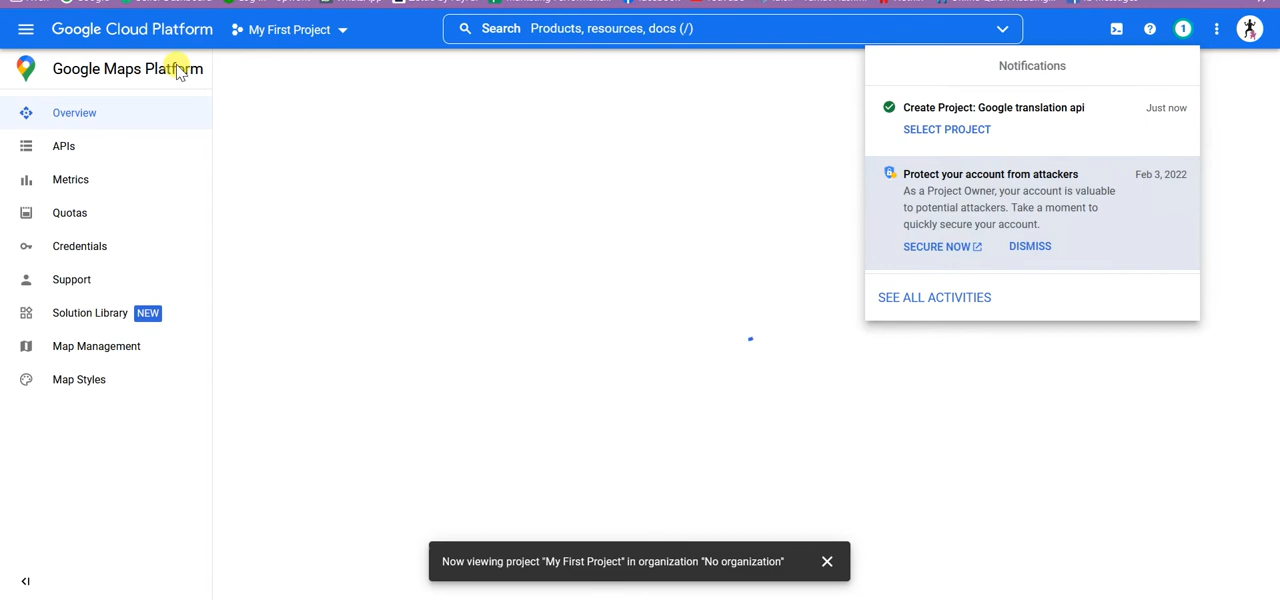 Google Cloud Platform
My First Project
Search Products, resources, docs (/)
1
Google Maps Platform
Overview
APIs
Metrics
Quotas
Credentials
Support
Solution Library NEW
Map Management
Map Styles
Notifications
Create Project: Google translation api Just now
SELECT PROJECT
Protect your account from attackers Feb 3, 2022
As a Project Owner, your account is valuable
to potential attackers. Take a moment to
quickly secure your account.
SECURE NOW DISMISS
SEE ALL ACTIVITIES
Now viewing project "My First Project" in organization "No organization"